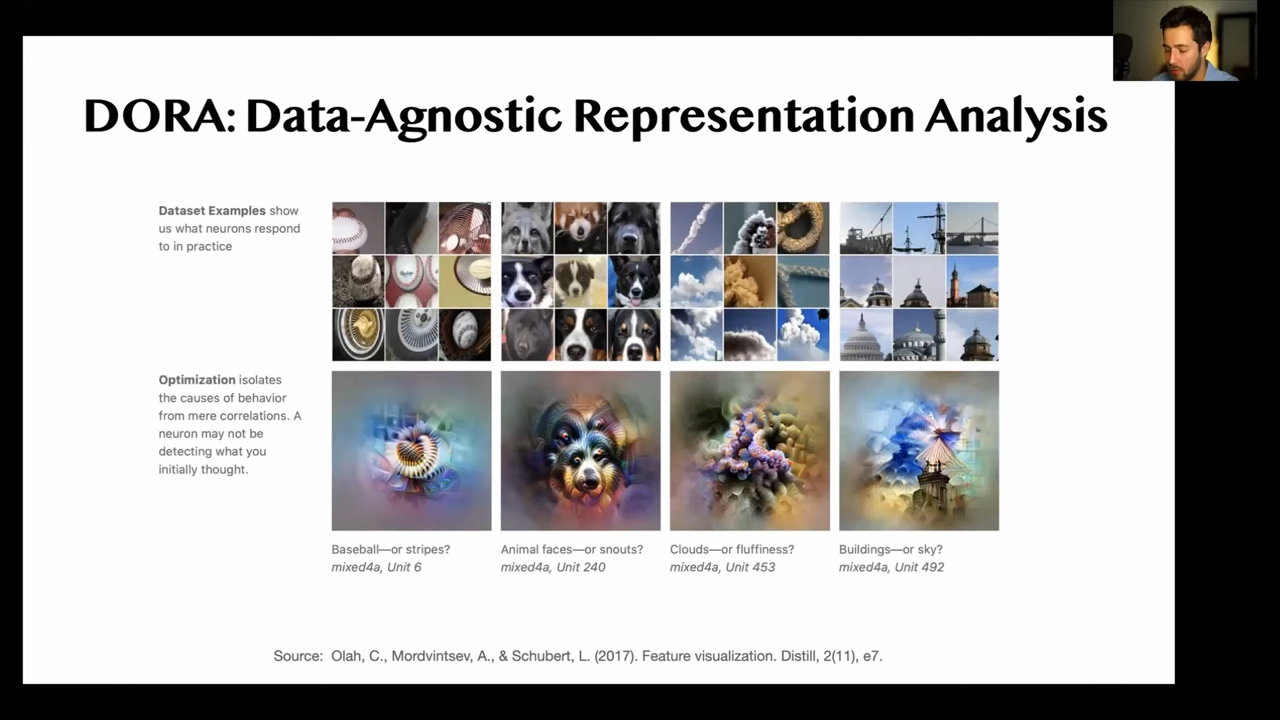 DORA: Data-Agnostic Representation Analysis
Dataset Examples show
us what neurons respond
to in practice
Optimization isolates
the causes of behavior
from mere correlations. A
neuron may not be
detecting what you
initially thought.
Baseball—or stripes?
mixed4a, Unit 6
Animal faces—or snouts?
mixed4a, Unit 240
Clouds—or fluffiness?
mixed4a, Unit 453
Buildings—or sky?
mixed4a, Unit 492
Source: Olah, C., Mordvintsev, A., & Schubert, L. (2017). Feature visualization. Distill, 2(11), e7.